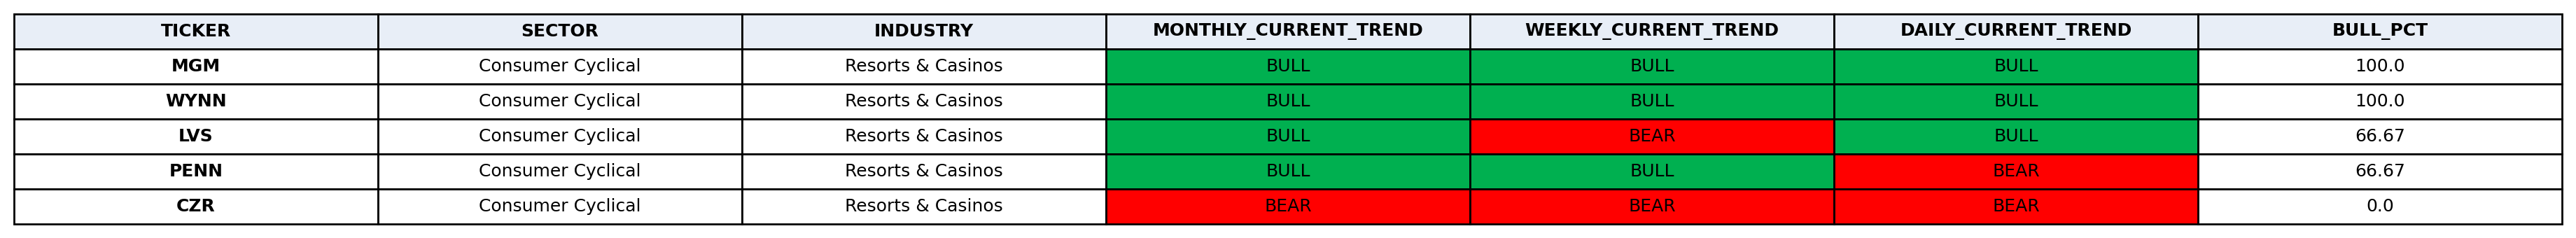 TICKER SECTOR INDUSTRY MONTHLY_CURRENT_TREND WEEKLY_CURRENT_TREND DAILY_CURRENT_TREND BULL_PCT
MGM Consumer Cyclical Resorts & Casinos BULL BULL BULL 100.0
WYNN Consumer Cyclical Resorts & Casinos BULL BULL BULL 100.0
LVS Consumer Cyclical Resorts & Casinos BULL BEAR BULL 66.67
PENN Consumer Cyclical Resorts & Casinos BULL BULL BEAR 66.67
CZR Consumer Cyclical Resorts & Casinos BEAR BEAR BEAR 0.0